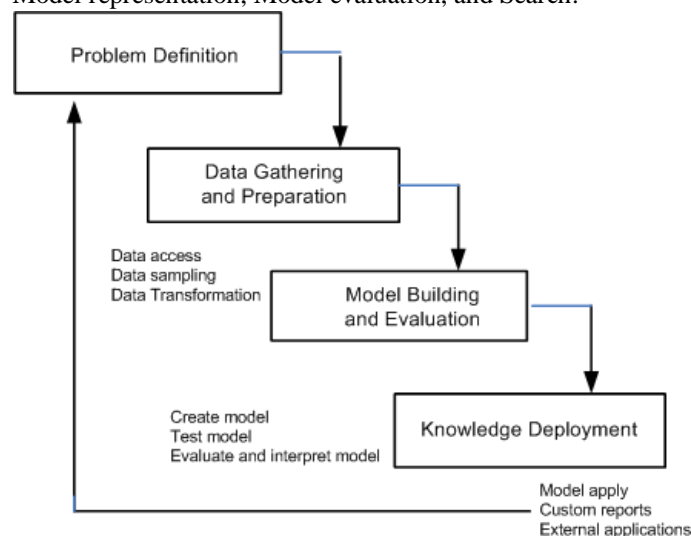 Model representation, Model evaluation, and Search.
Problem Definition
Data Gathering
and Preparation
Data access
Data sampling
Data Transformation
Model Building
and Evaluation
Create model
Test model
Evaluate and interpret model
Knowledge Deployment
Model apply
Custom reports
External applications